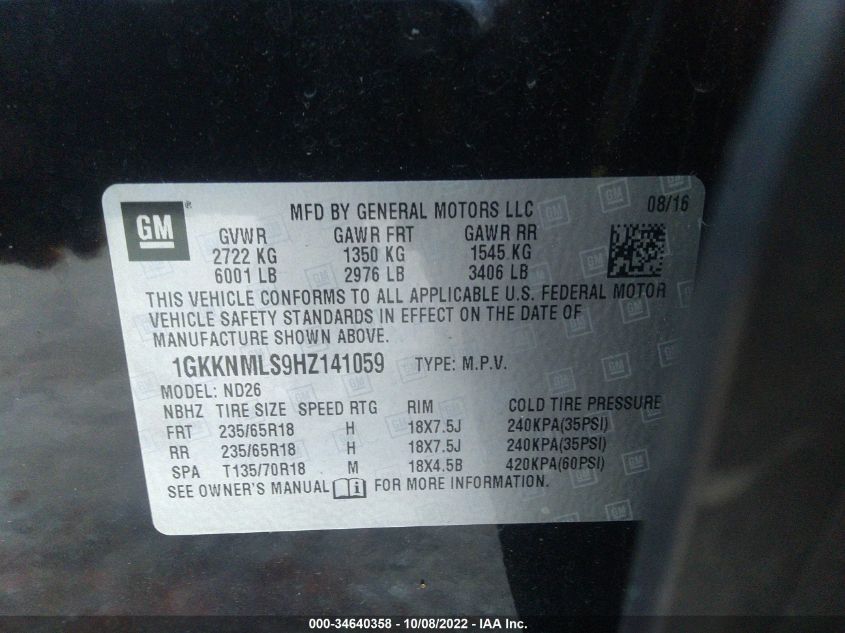 GM
MFD BY GENERAL MOTORS LLC 08/16
GVWR GAWR FRT GAWR RR
2722 KG 1350 KG 1545 KG
6001 LB 2976 LB 3406 LB
THIS VEHICLE CONFORMS TO ALL APPLICABLE U.S. FEDERAL MOTOR
VEHICLE SAFETY STANDARDS IN EFFECT ON THE DATE OF
MANUFACTURE SHOWN ABOVE.
1GKKNMLS9HZ141059 TYPE: M.P.V.
MODEL: ND26
NBHZ TIRE SIZE SPEED RTG RIM COLD TIRE PRESSURE
FRT 235/65R18 H 18X7.5J 240KPA(35PSI)
RR 235/65R18 H 18X7.5J 240KPA(35PSI)
SPA T135/70R18 M 18X4.5B 420KPA(60PSI)
SEE OWNER'S MANUAL FOR MORE INFORMATION.
000-34640358 - 10/08/2022 - IAA Inc.